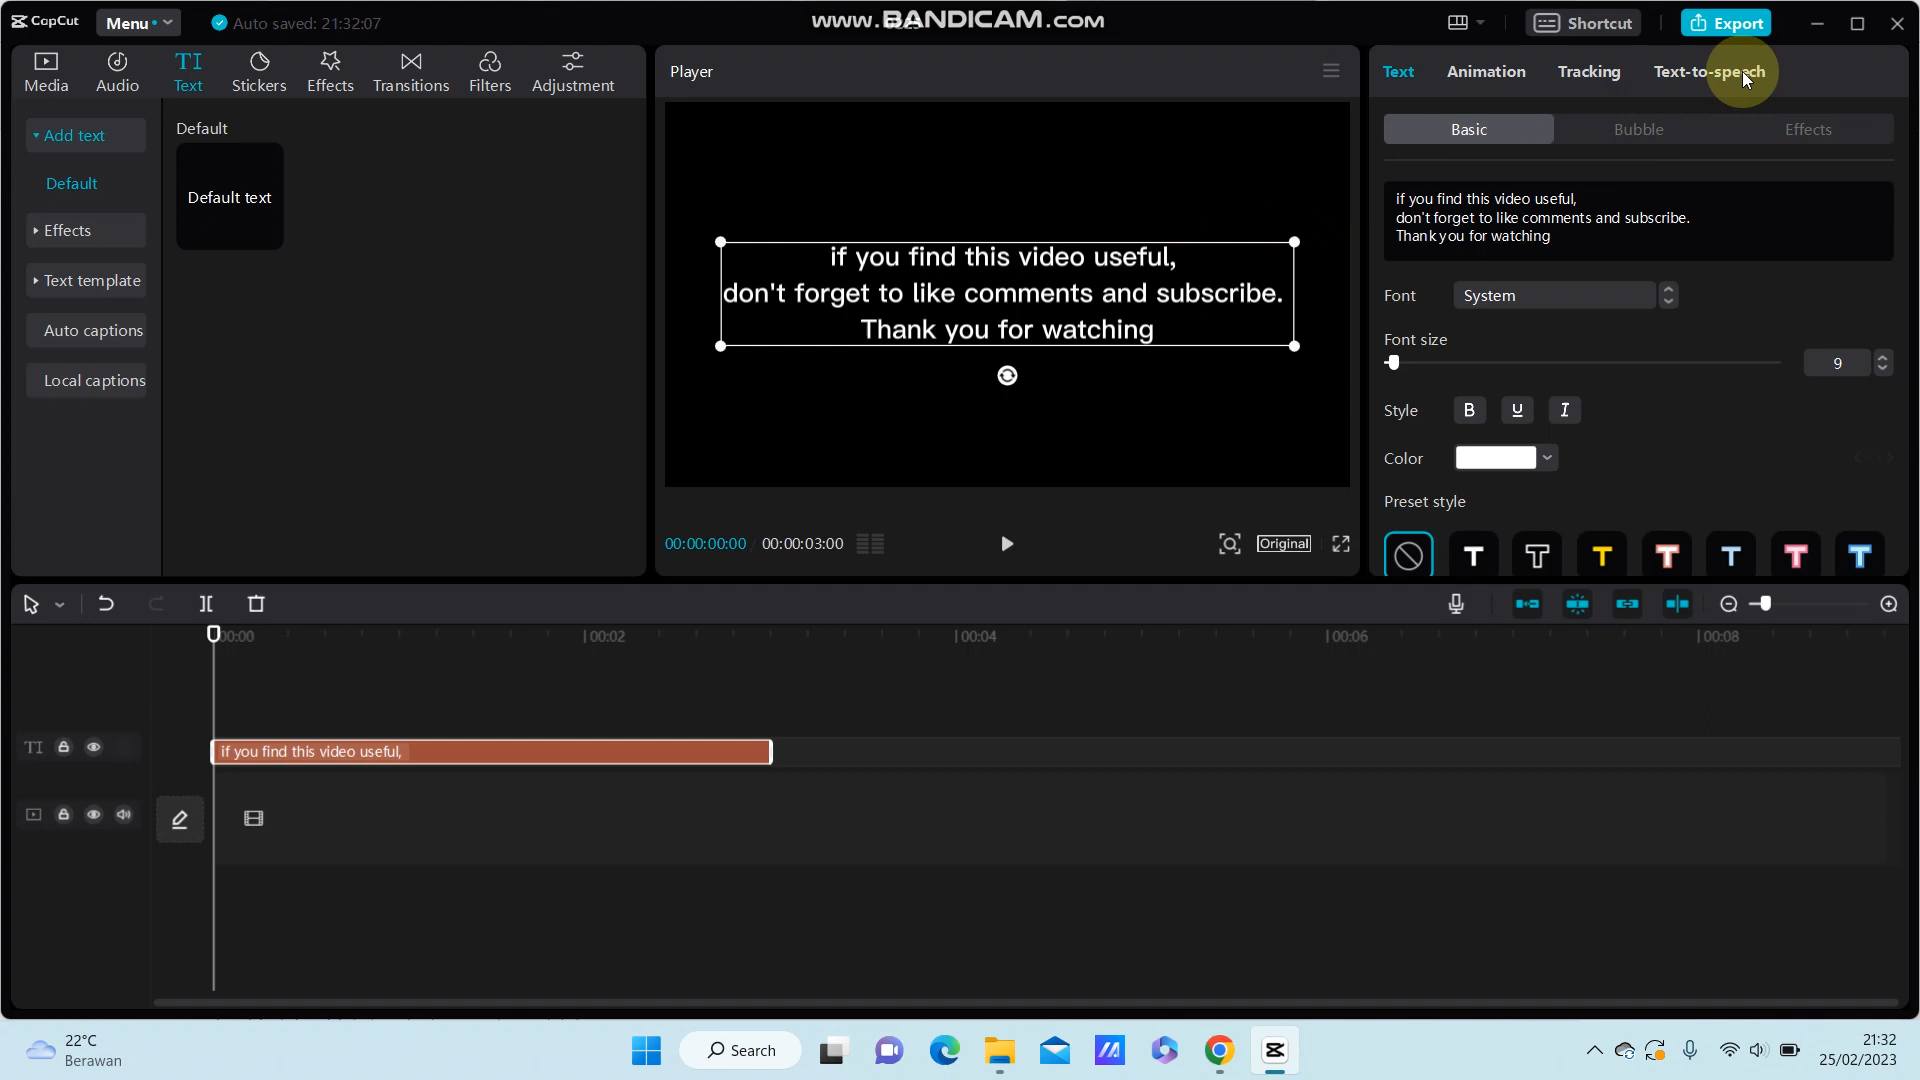 CapCut
Menu
Auto saved: 21:32:07
www.BANDICAM.com
Shortcut
Export
Media
Audio
TI
Text
Stickers
Effects
Transitions
Filters
Adjustment
Player
Text
Animation
Tracking
Text-to-speech
Add text
Default
Effects
Text template
Auto captions
Local captions
Default
Default text
if you find this video useful,
don't forget to like comments and subscribe.
Thank you for watching
00:00:00:00
00:00:03:00
Original
Basic
Bubble
Effects
if you find this video useful,
don't forget to like comments and subscribe.
Thank you for watching
Font
System
Font size
9
Style
B
U
I
Color
Preset style
T
T
T
T
T
T
T
00:00
00:02
00:04
00:06
00:08
TI
if you find this video useful,
22°C
Berawan
Search
21:32
25/02/2023